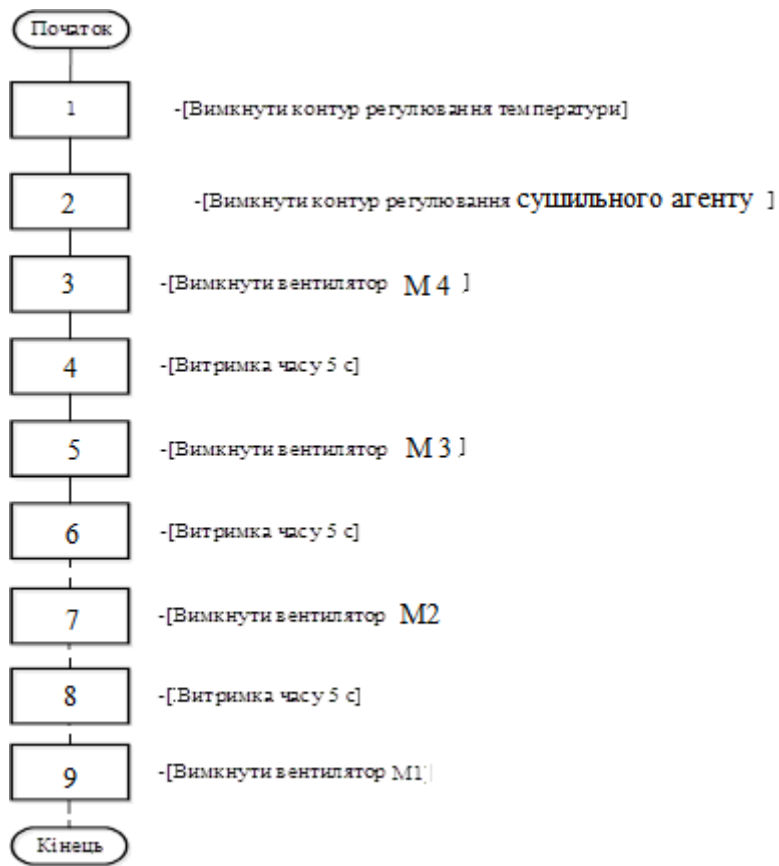 Початок
1 -[Вимкнути контур регулювання температури]
2 -[Вимкнути контур регулювання сушильного агенту ]
3 -[Вимкнути вентилятор М 4 ]
4 -[Витримка часу 5 с]
5 -[Вимкнути вентилятор М 3 ]
6 -[Витримка часу 5 с]
7 -[Вимкнути вентилятор М2
8 -[.Витримка часу 5 с]
9 -[Вимкнути вентилятор М1]
Кінець